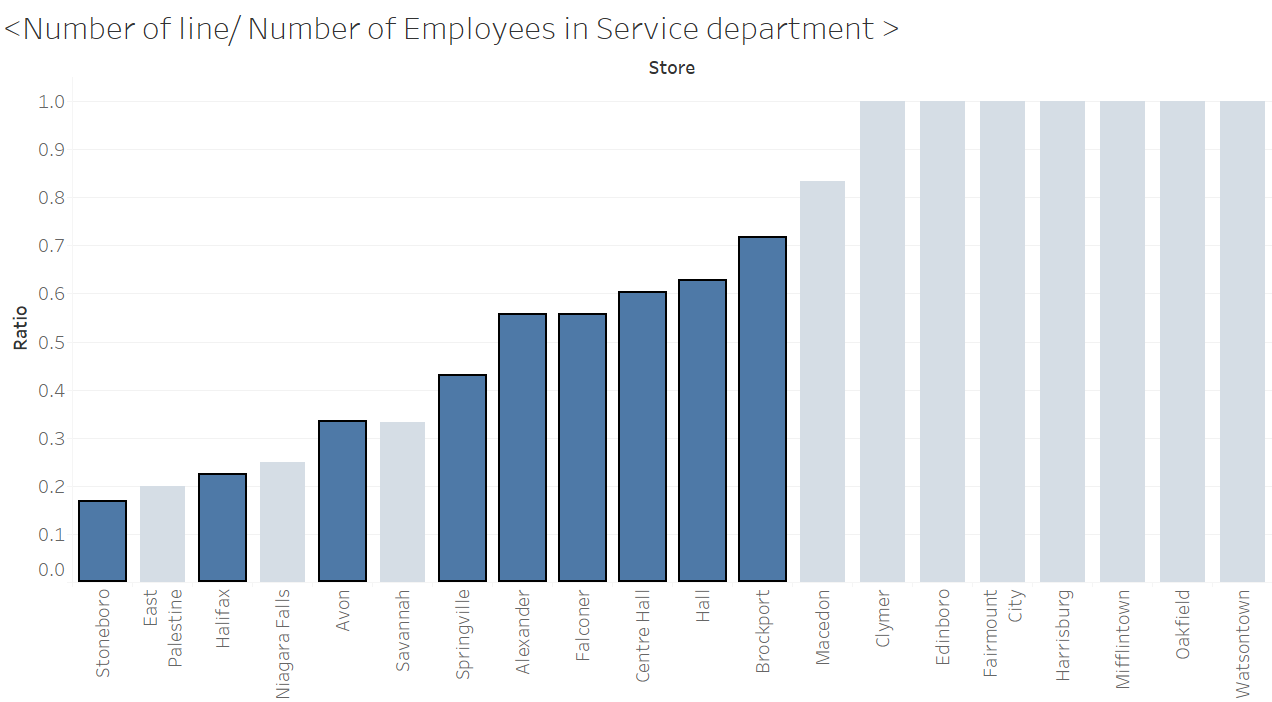 <Number of line/ Number of Employees in Service department >
Store
Ratio
1.0
0.9
0.8
0.7
0.6
0.5
0.4
0.3
0.2
0.1
0.0
Stoneboro
East
Palestine
Halifax
Niagara Falls
Avon
Savannah
Springville
Alexander
Falconer
Centre Hall
Hall
Brockport
Macedon
Clymer
Edinboro
Fairmount
City
Harrisburg
Mifflintown
Oakfield
Watsontown